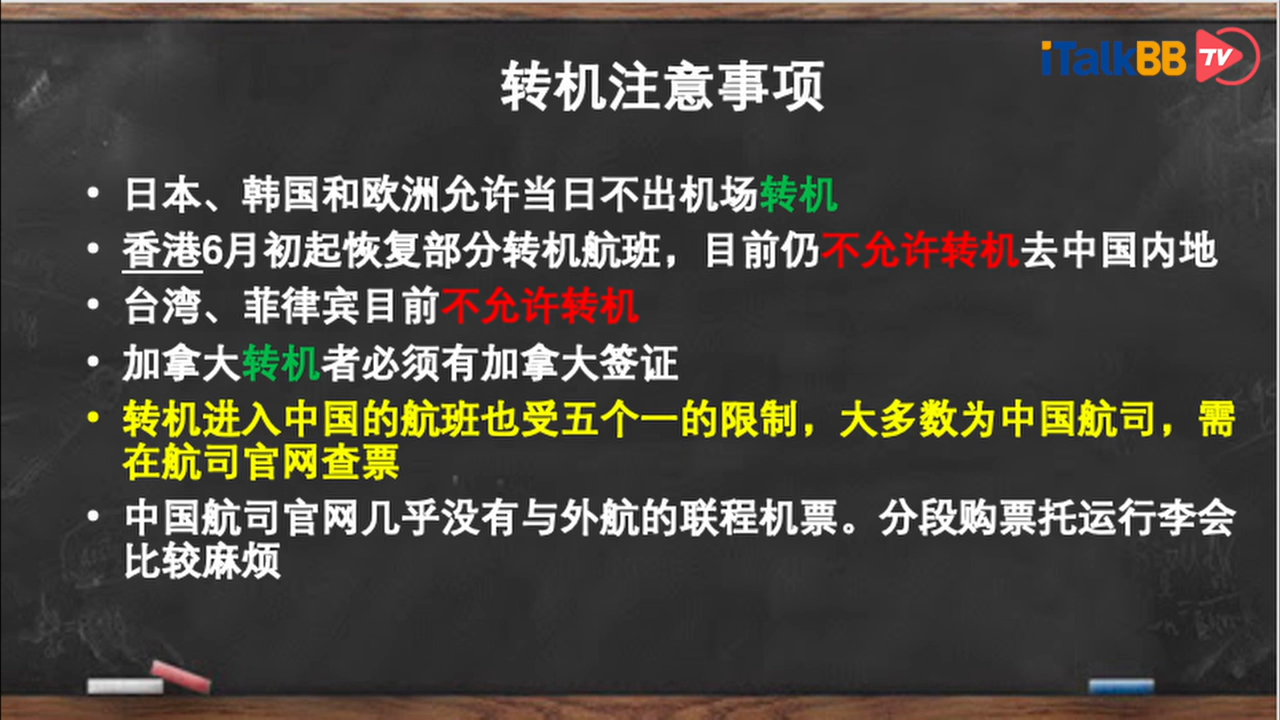 iTalkBB TV
转机注意事项
• 日本、韩国和欧洲允许当日不出机场转机
• 香港6月初起恢复部分转机航班，目前仍不允许转机去中国内地
• 台湾、菲律宾目前不允许转机
• 加拿大转机者必须有加拿大签证
• 转机进入中国的航班也受五个一的限制，大多数为中国航司，需
在航司官网查票
• 中国航司官网几乎没有与外航的联程机票。分段购票托运行李会
比较麻烦